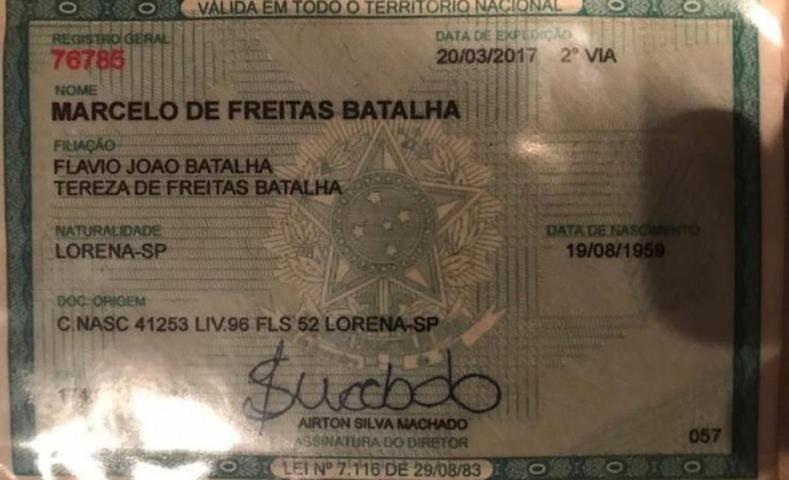 VÁLIDA EM TODO O TERRITÓRIO NACIONAL
REGISTRO GERAL
76785
DATA DE EXPEDIÇÃO
20/03/2017 2ª VIA
NOME
MARCELO DE FREITAS BATALHA
FILIAÇÃO
FLAVIO JOAO BATALHA
TEREZA DE FREITAS BATALHA
NATURALIDADE
LORENA-SP
DATA DE NASCIMENTO
19/08/1959
DOC. ORIGEM
C.NASC 41253 LIV.96 FLS 52 LORENA-SP
AIRTON SILVA MACHADO
ASSINATURA DO DIRETOR
057
LEI Nº 7.116 DE 29/08/83